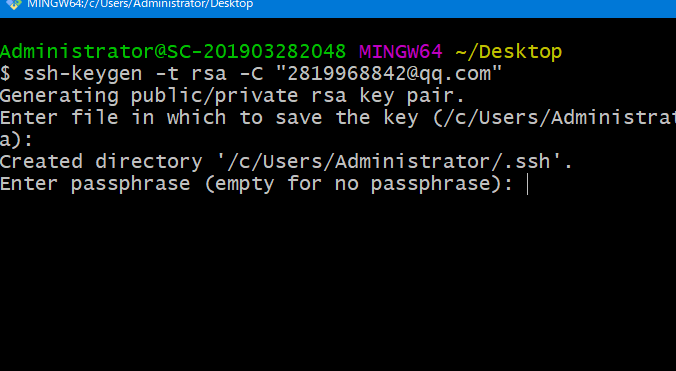 MINGW64:/c/Users/Administrator/Desktop
Administrator@SC-201903282048 MINGW64 ~/Desktop
$ ssh-keygen -t rsa -C "2819968842@qq.com"
Generating public/private rsa key pair.
Enter file in which to save the key (/c/Users/Administrat
a):
Created directory '/c/Users/Administrator/.ssh'.
Enter passphrase (empty for no passphrase):